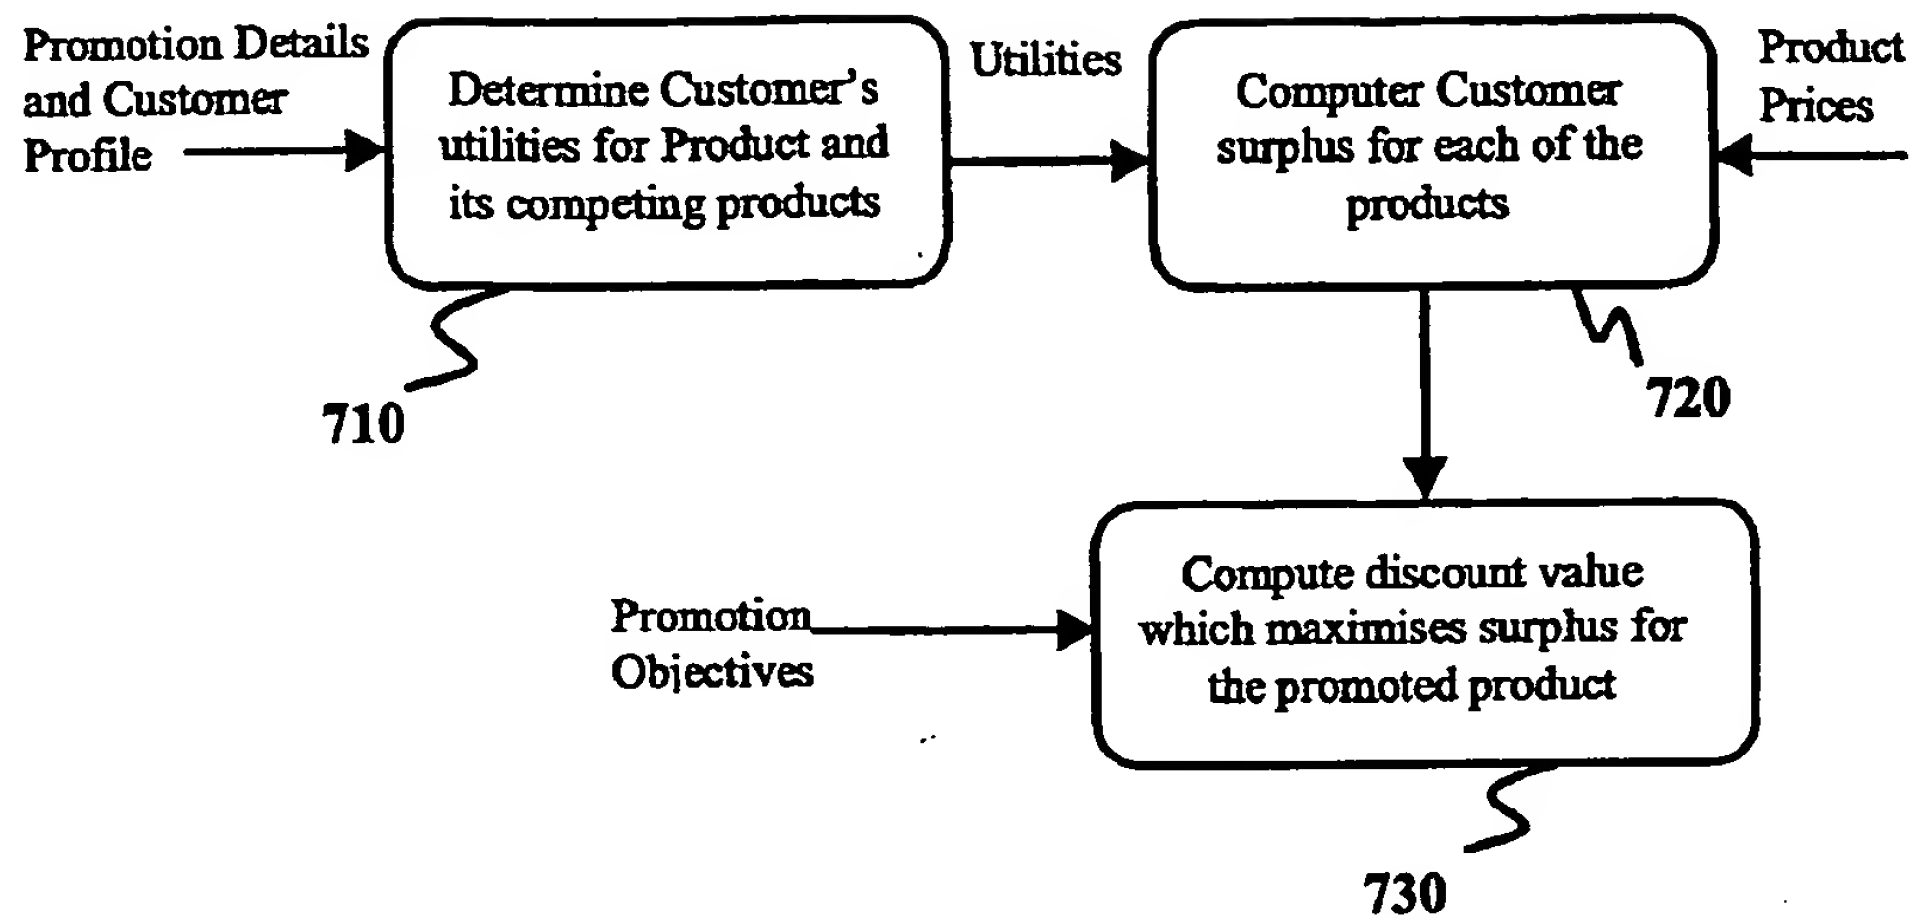 Promotion Details
and Customer
Profile
Determine Customer's
utilities for Product and
its competing products
Utilities
Computer Customer
surplus for each of the
products
Product
Prices
710
720
Promotion
Objectives
Compute discount value
which maximises surplus for
the promoted product
730